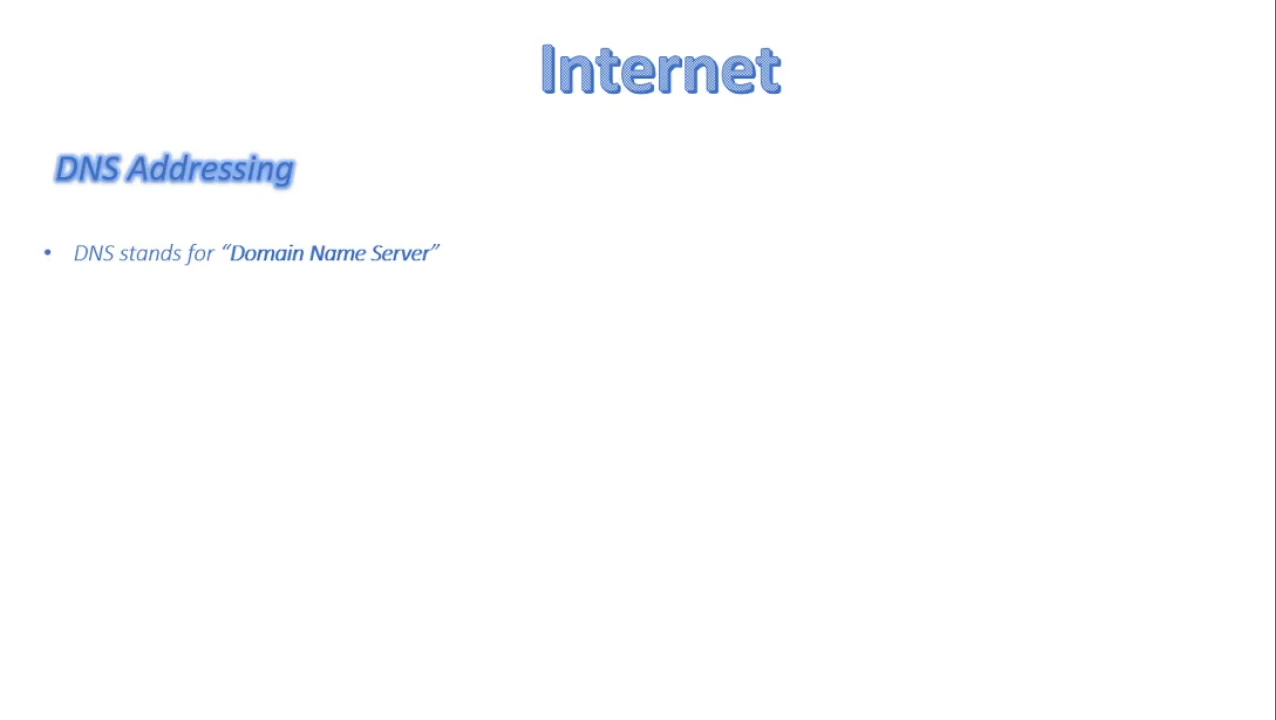 Internet
DNS Addressing
• DNS stands for “Domain Name Server”